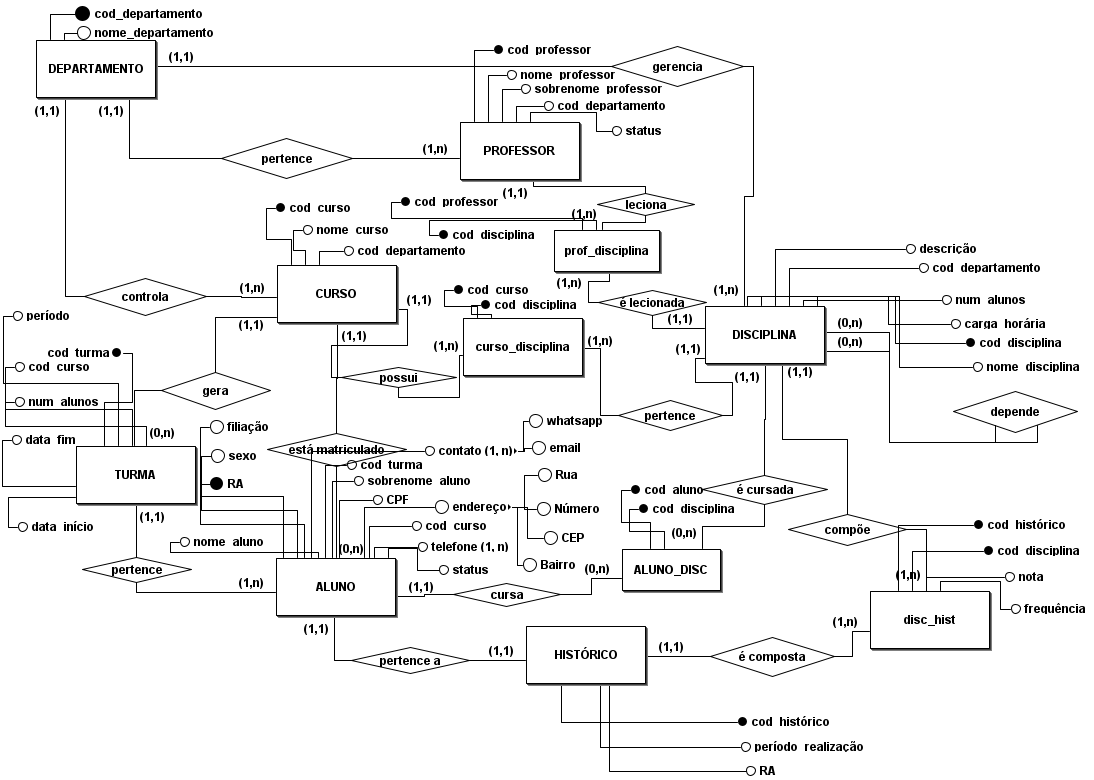 cod_departamento
nome_departamento
DEPARTAMENTO
(1,1)
(1,1)
(1,1)
gerencia
cod professor
nome professor
sobrenome professor
cod departamento
status
PROFESSOR
pertence
(1,n)
(1,1)
leciona
cod professor
(1,n)
cod disciplina
prof_disciplina
(1,n)
é lecionada
(1,1)
cod curso
nome curso
cod departamento
CURSO
controla
(1,n)
(1,1)
(1,1)
(1,1)
cod curso
cod disciplina
curso_disciplina
(1,n)
(1,n)
possui
pertence
(1,n)
descrição
cod departamento
num alunos
carga horária
cod disciplina
nome disciplina
DISCIPLINA
(0,n)
(0,n)
(1,1)
(1,1)
(1,1)
depende
período
cod turma
cod curso
num alunos
data fim
gera
(0,n)
TURMA
data início
(1,1)
pertence
(1,n)
filiação
sexo
RA
nome aluno
está matriculado
contato (1, n)
whatsapp
email
cod turma
sobrenome aluno
CPF
endereço
Rua
Número
CEP
Bairro
cod curso
telefone (1, n)
status
(0,n)
ALUNO
(1,1)
(1,1)
cursa
(0,n)
cod aluno
cod disciplina
(0,n)
ALUNO_DISC
é cursada
compõe
cod histórico
cod disciplina
nota
frequência
(1,n)
disc_hist
(1,n)
pertence a
(1,1)
HISTÓRICO
(1,1)
é composta
cod histórico
período realização
RA